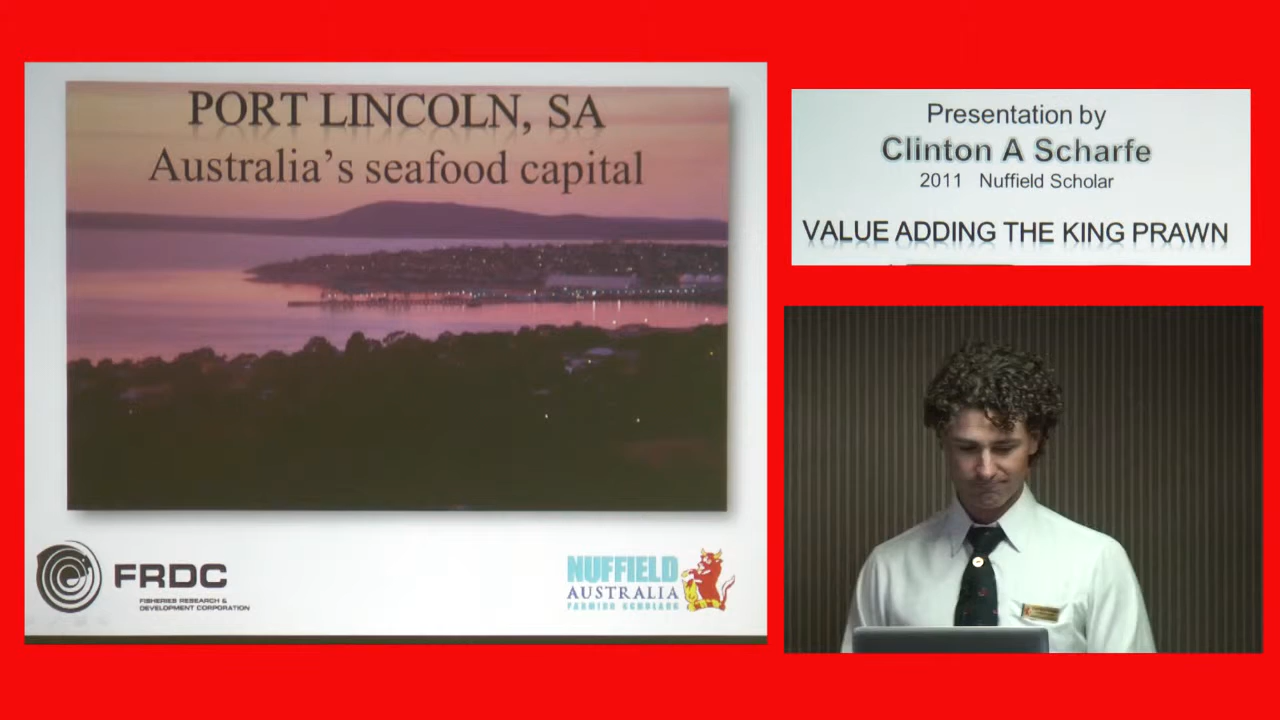 PORT LINCOLN, SA
Australia's seafood capital
FRDC
FISHERIES RESEARCH &
DEVELOPMENT CORPORATION
NUFFIELD
AUSTRALIA
FARMING SCHOLARS
Presentation by
Clinton A Scharfe
2011 Nuffield Scholar
VALUE ADDING THE KING PRAWN